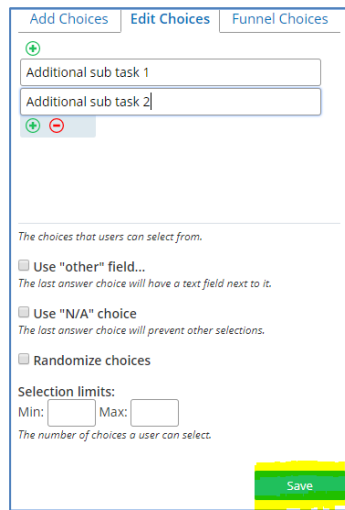 Add Choices Edit Choices Funnel Choices
Additional sub task 1
Additional sub task 2
The choices that users can select from.
Use "other" field...
The last answer choice will have a text field next to it.
Use "N/A" choice
The last answer choice will prevent other selections.
Randomize choices
Selection limits:
Min: Max:
The number of choices a user can select.
Save